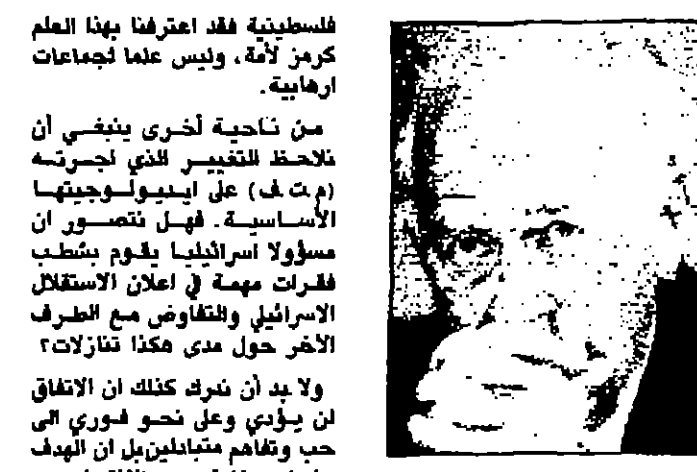 فلسطينية فقد اعترفنا بهذا العلم
كرمز لأمة، وليس علما لجماعات
ارهابية.
من ناحية أخرى ينبغي أن
نلاحظ التغيير الذي اجرته
(م ت ف) على ايديولوجيتها
الأساسية. فهل نتصور ان
مسؤولا اسرائيليا يقوم بشطب
فقرات مهمة في اعلان الاستقلال
الاسرائيلي والتفاوض مع الطرف
الآخر حول مدى هكذا تنازلات؟
ولا بد أن ندرك كذلك ان الاتفاق
لن يؤدي وعلى نحو فوري الى
حب وتفاهم متبادلين بل ان الهدف